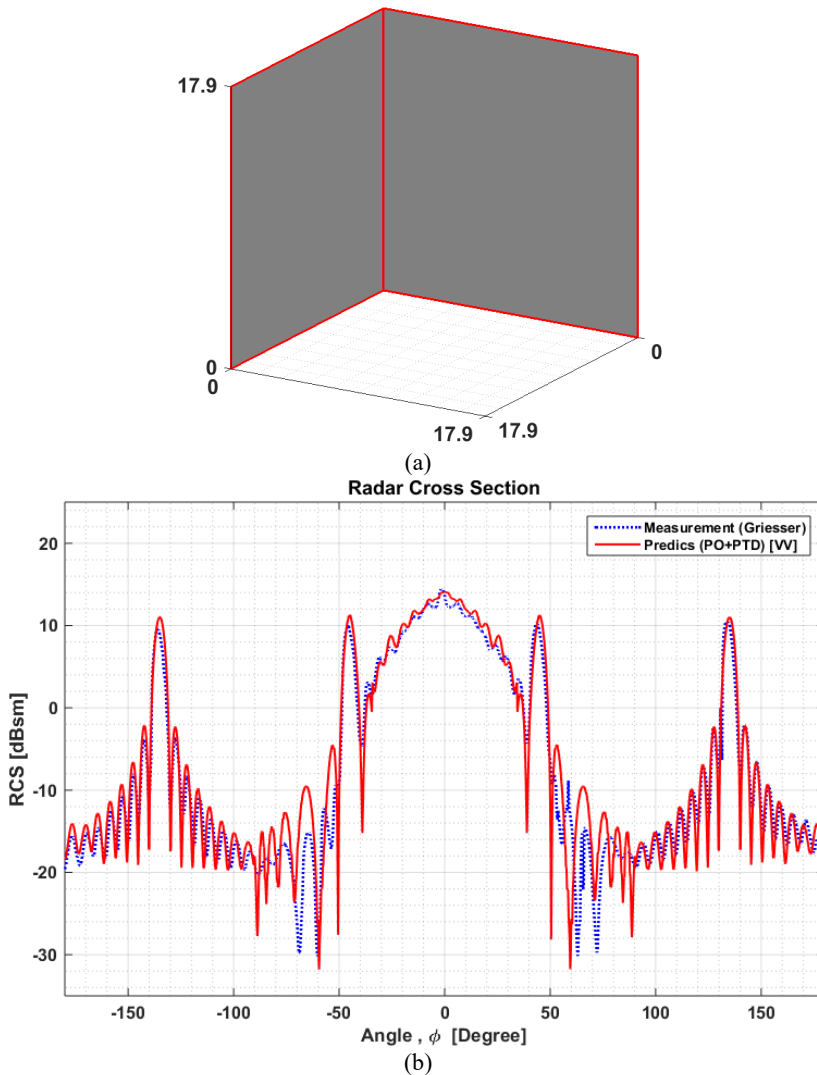 17.9
0
0
17.9
17.9
0
(a)
Radar Cross Section
Measurement (Griesser)
Predics (PO+PTD) [VV]
RCS [dBsm]
20
10
0
-10
-20
-30
-150
-100
-50
0
50
100
150
Angle , ϕ [Degree]
(b)